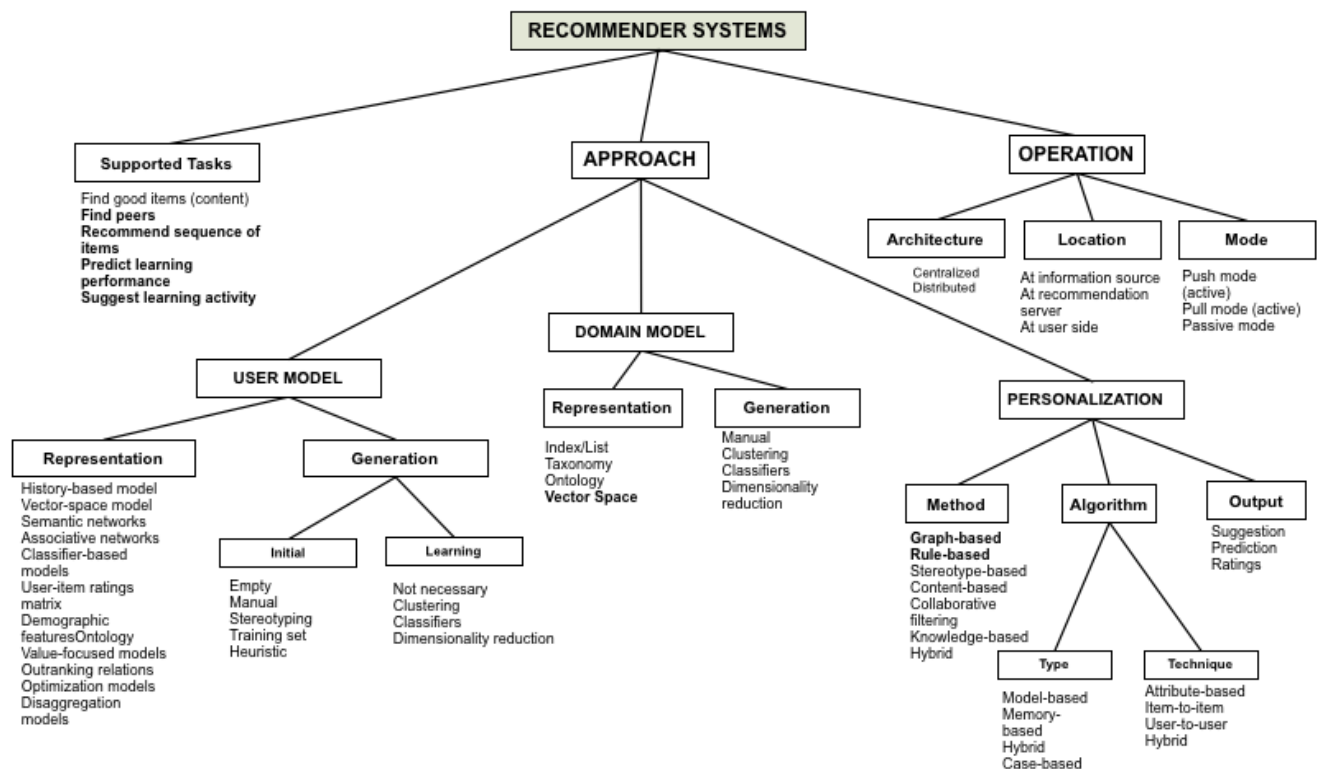 RECOMMENDER SYSTEMS
Supported Tasks
Find good items (content)
Find peers
Recommend sequence of
items
Predict learning
performance
Suggest learning activity
APPROACH
OPERATION
Architecture
Centralized
Distributed
Location
At information source
At recommendation
server
At user side
Mode
Push mode
(active)
Pull mode (active)
Passive mode
USER MODEL
Representation
History-based model
Vector-space model
Semantic networks
Associative networks
Classifier-based
models
User-item ratings
matrix
Demographic
featuresOntology
Value-focused models
Outranking relations
Optimization models
Disaggregation
models
Generation
Initial
Empty
Manual
Stereotyping
Training set
Heuristic
Learning
Not necessary
Clustering
Classifiers
Dimensionality reduction
DOMAIN MODEL
Representation
Index/List
Taxonomy
Ontology
Vector Space
Generation
Manual
Clustering
Classifiers
Dimensionality
reduction
PERSONALIZATION
Method
Graph-based
Rule-based
Stereotype-based
Content-based
Collaborative
filtering
Knowledge-based
Hybrid
Algorithm
Type
Model-based
Memory-
based
Hybrid
Case-based
Technique
Attribute-based
Item-to-item
User-to-user
Hybrid
Output
Suggestion
Prediction
Ratings